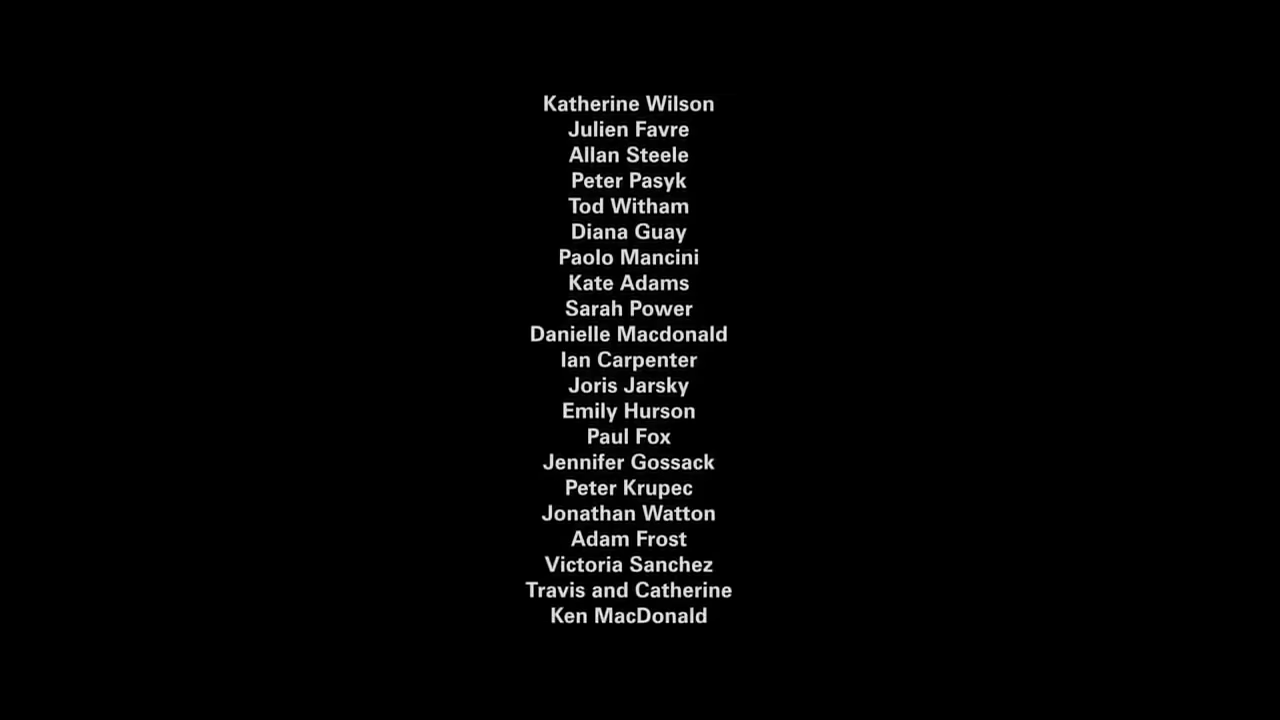 Katherine Wilson
Julien Favre
Allan Steele
Peter Pasyk
Tod Witham
Diana Guay
Paolo Mancini
Kate Adams
Sarah Power
Danielle Macdonald
Ian Carpenter
Joris Jarsky
Emily Hurson
Paul Fox
Jennifer Gossack
Peter Krupec
Jonathan Watton
Adam Frost
Victoria Sanchez
Travis and Catherine
Ken MacDonald